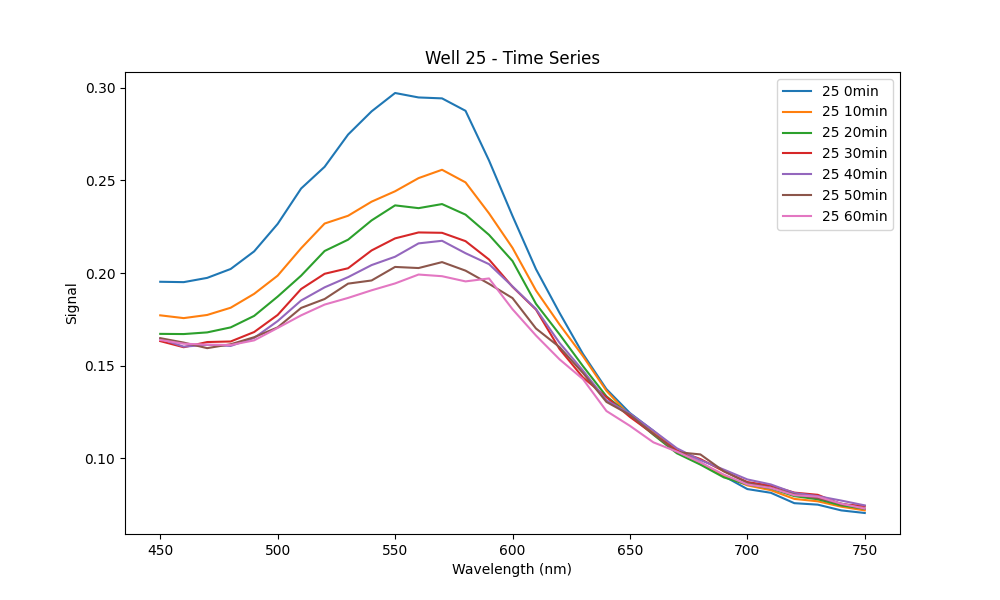 Well 25 - Time Series
25 0min
25 10min
25 20min
25 30min
25 40min
25 50min
25 60min
0.30
0.25
0.20
0.15
0.10
Signal
450 500 550 600 650 700 750
Wavelength (nm)